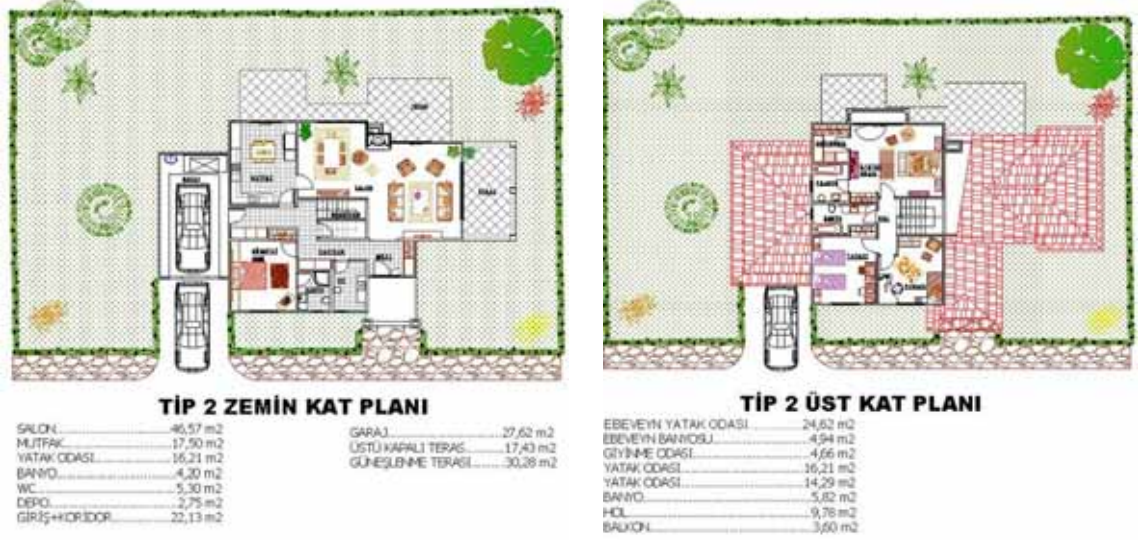 TİP 2 ZEMİN KAT PLANI
SALON 46,57 m2
MUTFAK 17,50 m2
YATAK ODASI 16,21 m2
BANYO 4,20 m2
WC 5,30 m2
DEPO 2,75 m2
GİRİŞ+KORİDOR 22,13 m2
GARAJ 27,62 m2
ÜSTÜ KAPALI TERAS 17,43 m2
GÜNEŞLENME TERASI 30,28 m2
TİP 2 ÜST KAT PLANI
EBEVEYN YATAK ODASI 24,62 m2
EBEVEYN BANYOSU 4,94 m2
GİYİNME ODASI 4,66 m2
YATAK ODASI 16,21 m2
YATAK ODASI 14,29 m2
BANYO 5,82 m2
HOL 9,78 m2
BALKON 3,60 m2